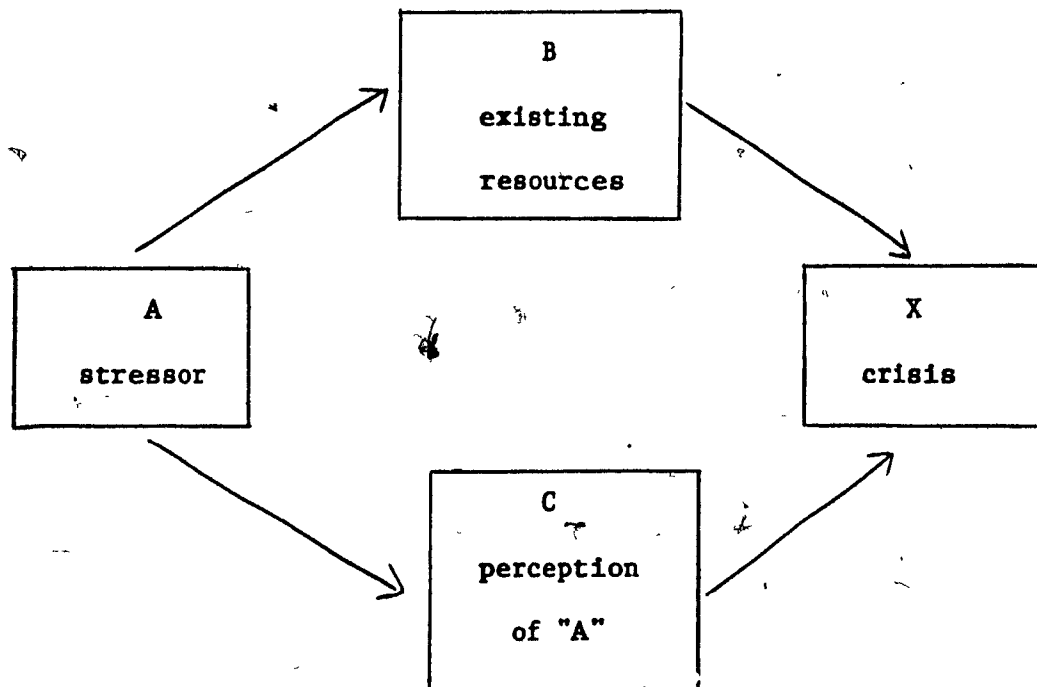 B
existing
resources
A
stressor
X
crisis
C
perception
of "A"